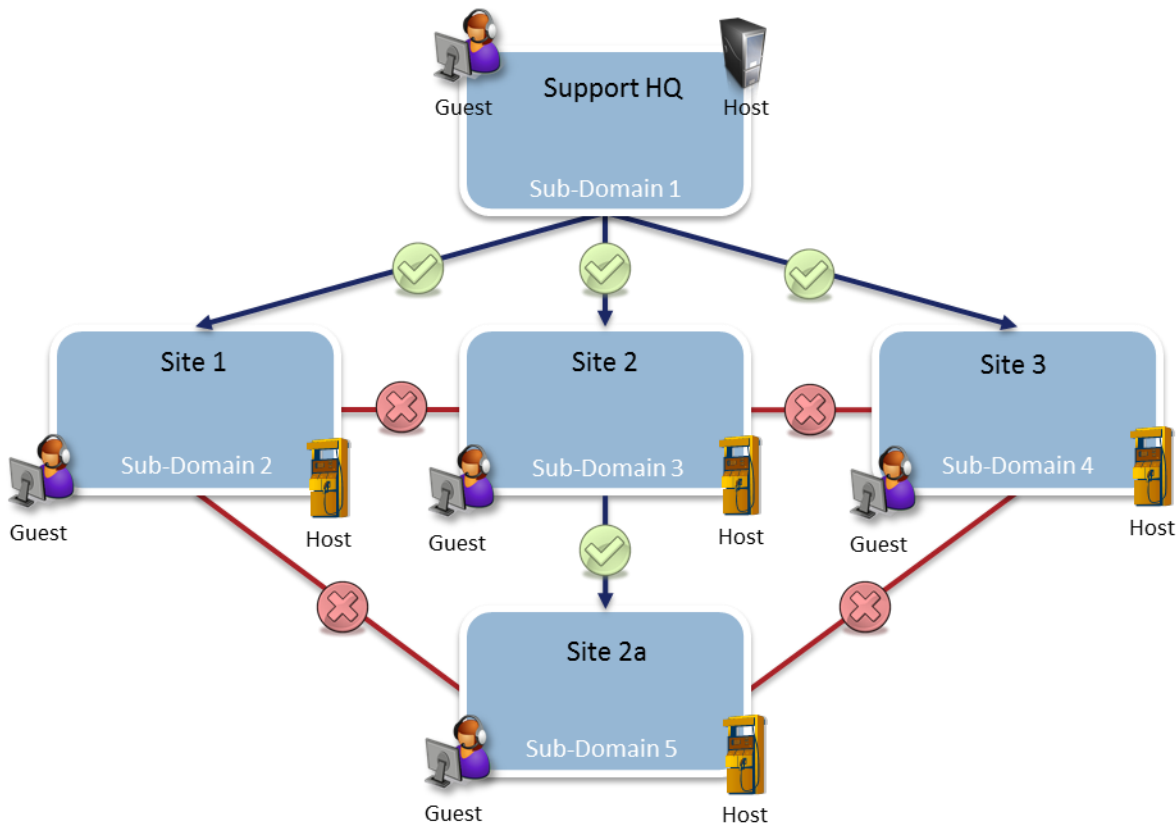 Support HQ
Guest
Host
Sub-Domain 1
Site 1
Site 2
Site 3
Sub-Domain 2
Sub-Domain 3
Sub-Domain 4
Guest
Host
Guest
Host
Guest
Host
Site 2a
Sub-Domain 5
Guest
Host